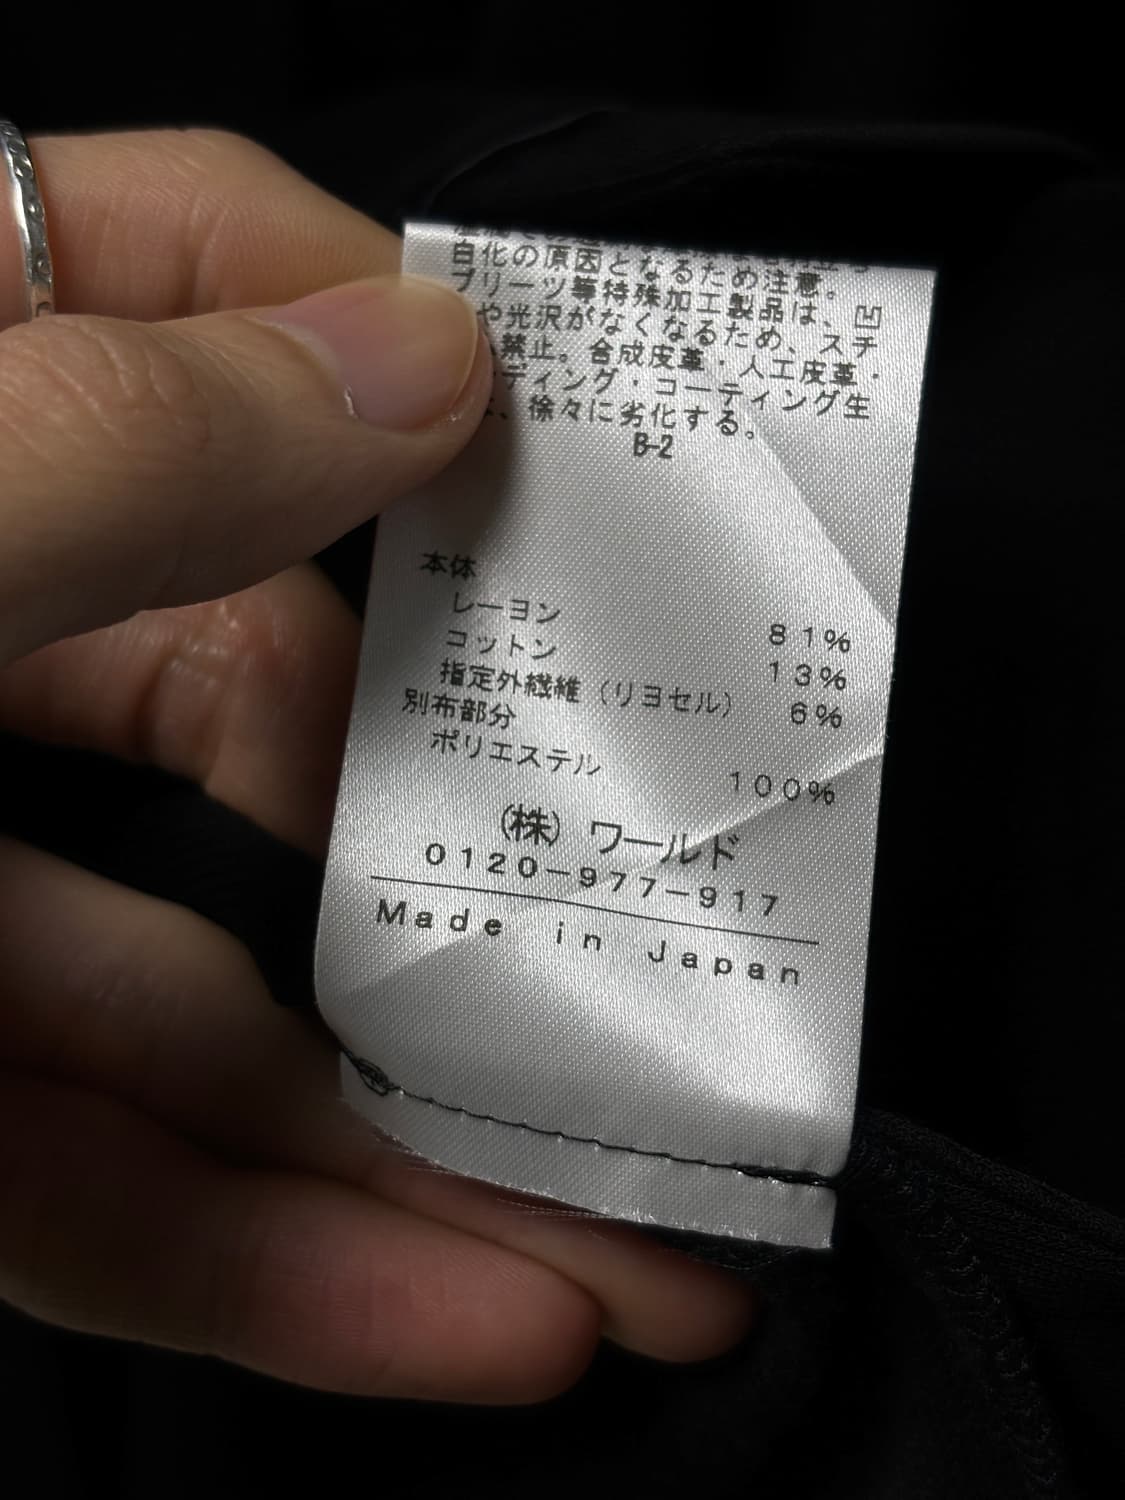 白化の原因となるため注意。
プリーツ等特殊加工製品は、凹
や光沢がなくなるため、スチ
禁止。合成皮革・人工皮革・
ディング・コーティング生
、徐々に劣化する。
B-2
本体
レーヨン 81%
コットン 13%
指定外繊維（リヨセル） 6%
別布部分
ポリエステル 100%
（株）ワールド
0120-977-917
Made in Japan